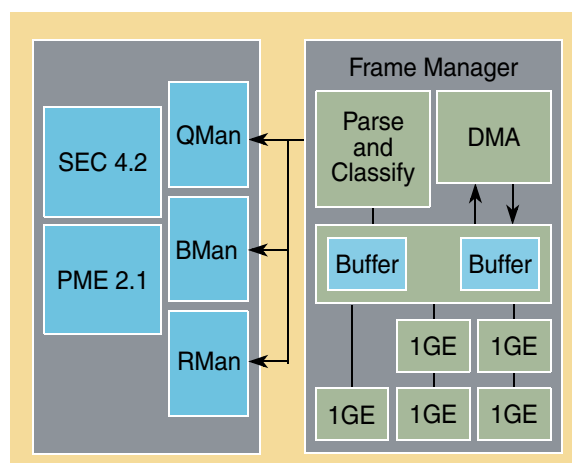 SEC 4.2
PME 2.1
QMan
BMan
RMan
Frame Manager
Parse
and
Classify
DMA
Buffer
Buffer
1GE
1GE
1GE
1GE
1GE